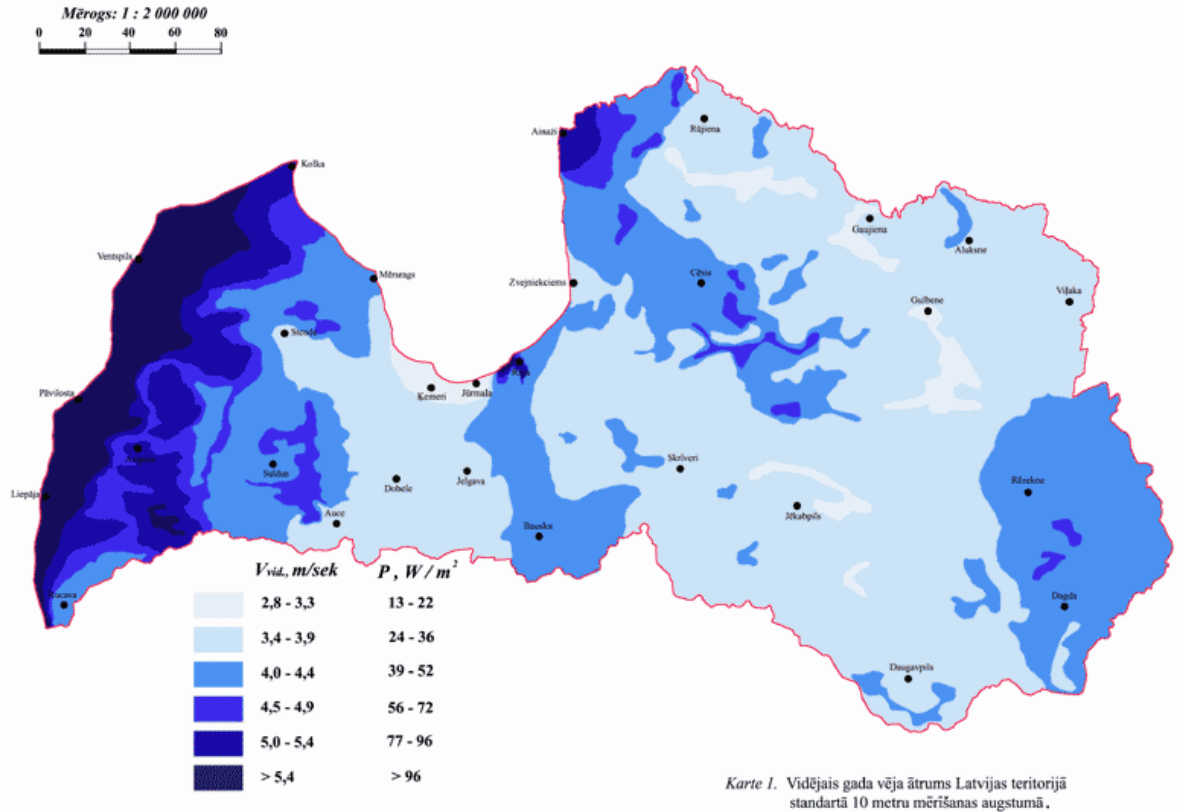 Mērogs: 1 : 2 000 000
0 20 40 60 80
Ainaži
Rūjiena
Kolka
Gaujiena
Alūksne
Ventspils
Mērsrags
Zvejniekciems
Cēsis
Viļaka
Gulbene
Stende
Rīga
Pāvilosta
Ķemeri
Jūrmala
Skrīveri
Saldus
Liepāja
Dobele
Jelgava
Rēzekne
Jēkabpils
Auce
Bauska
Rucava
Dagda
Daugavpils
Vvid., m/sek P , W / m²
2,8 - 3,3 13 - 22
3,4 - 3,9 24 - 36
4,0 - 4,4 39 - 52
4,5 - 4,9 56 - 72
5,0 - 5,4 77 - 96
> 5,4 > 96
Karte 1. Vidējais gada vēja ātrums Latvijas teritorijā
standartā 10 metru mērīšanas augstumā .